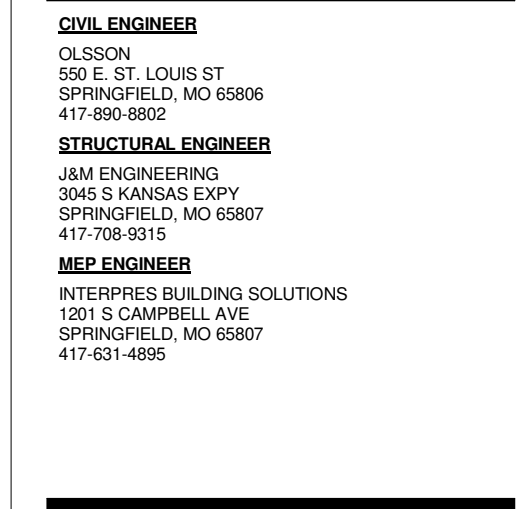 CIVIL ENGINEER
OLSSON
550 E. ST. LOUIS ST
SPRINGFIELD, MO 65806
417-890-8802
STRUCTURAL ENGINEER
J&M ENGINEERING
3045 S KANSAS EXPY
SPRINGFIELD, MO 65807
417-708-9315
MEP ENGINEER
INTERPRES BUILDING SOLUTIONS
1201 S CAMPBELL AVE
SPRINGFIELD, MO 65807
417-631-4895